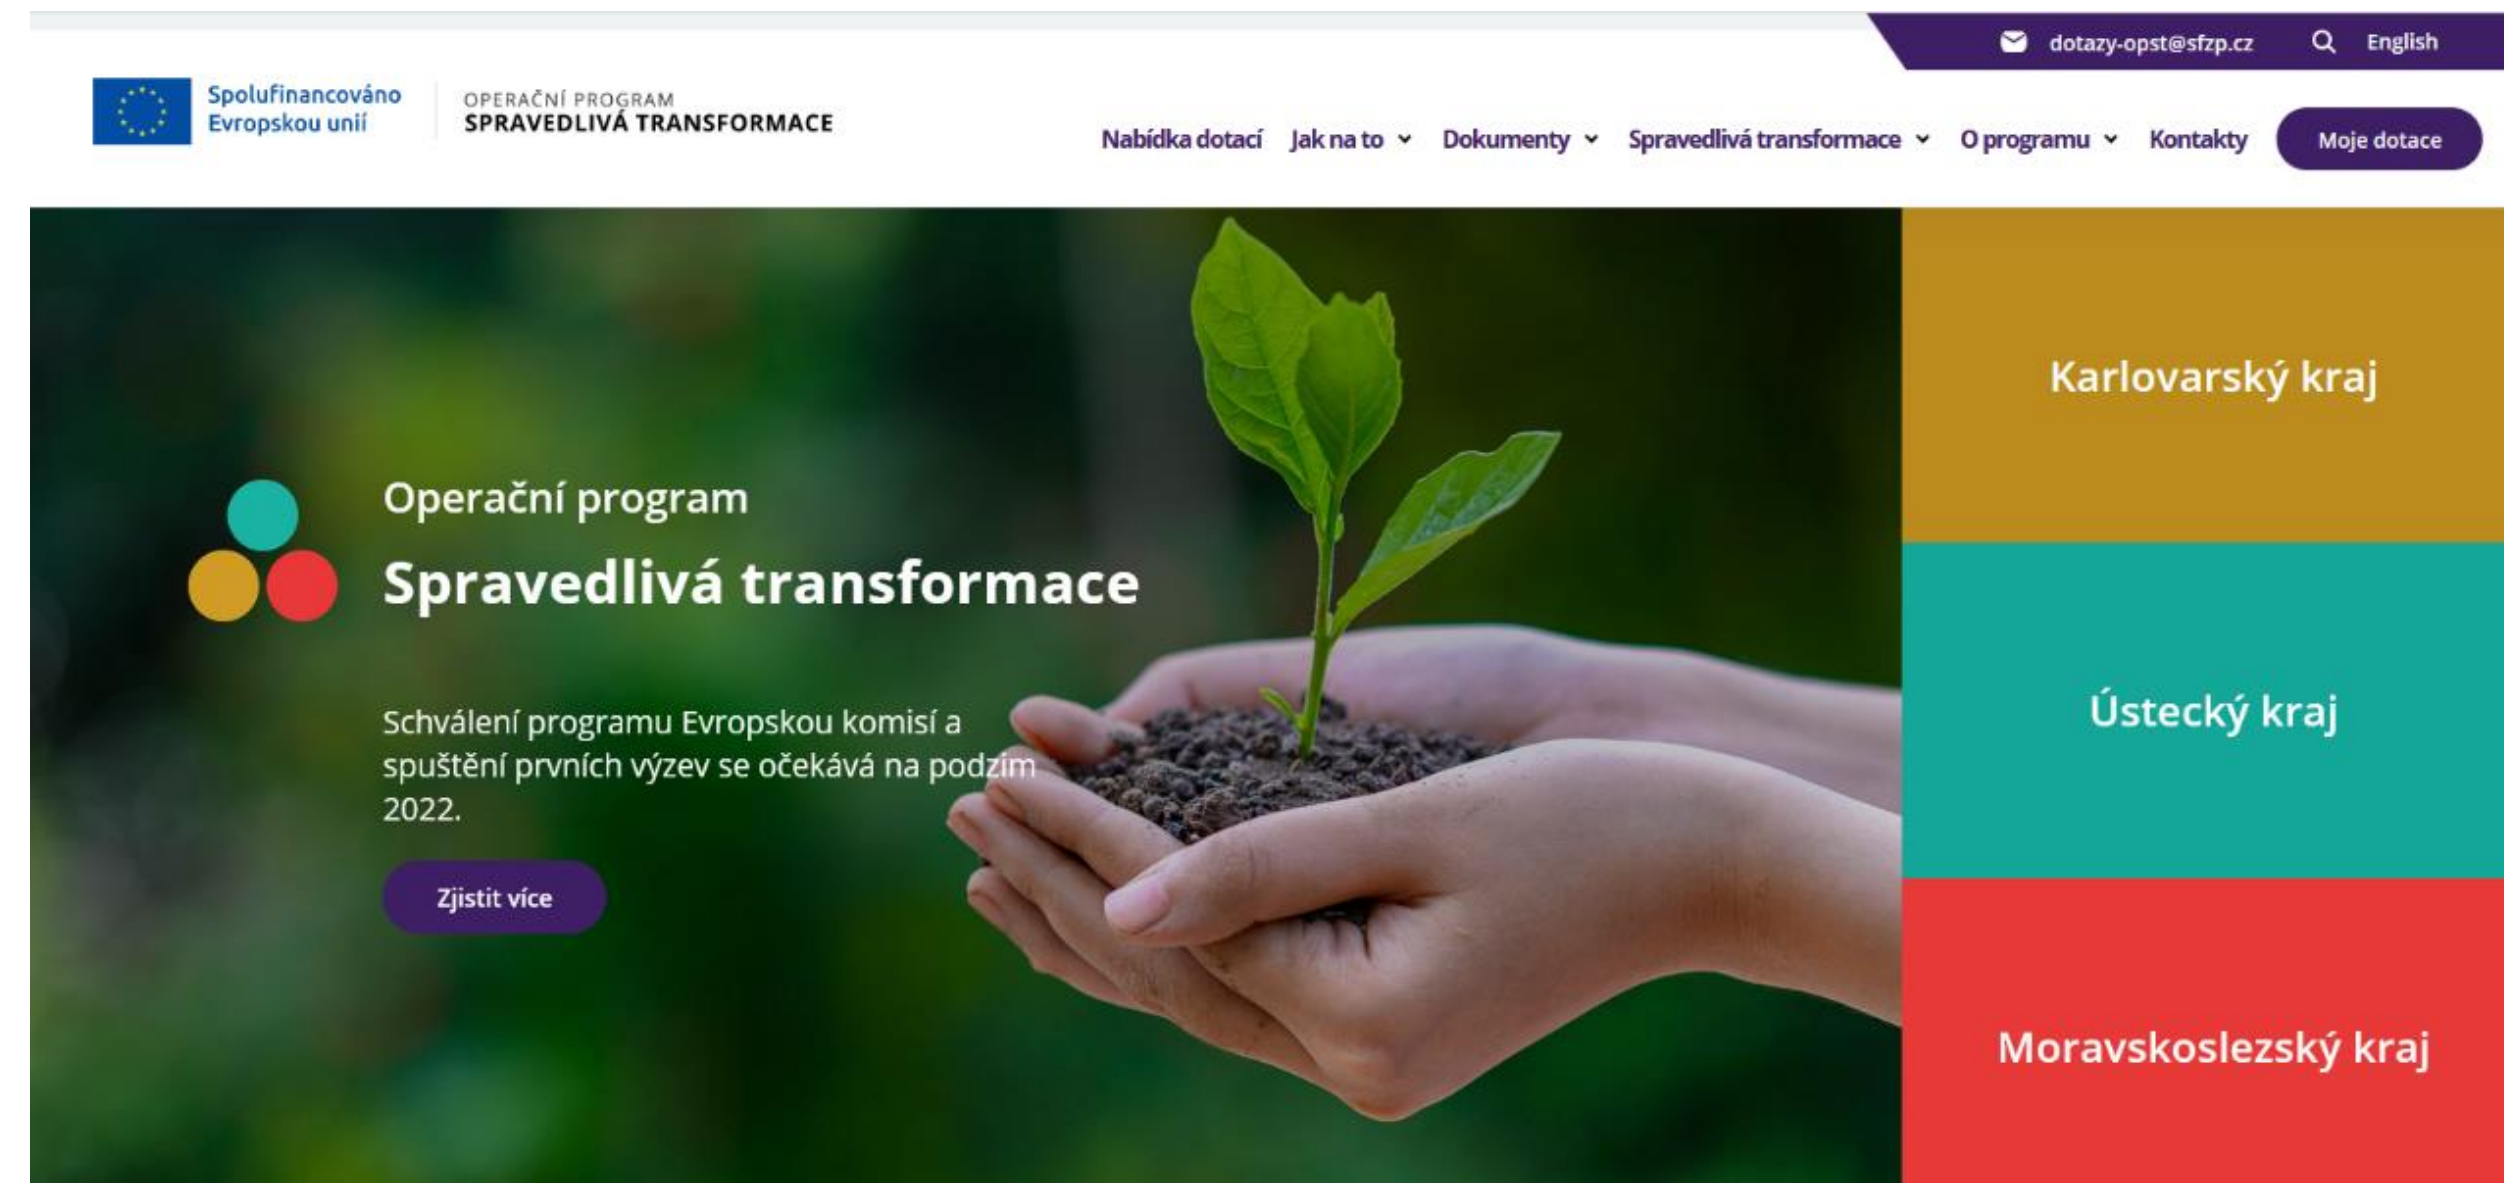 dotazy-opst@sfzp.cz English
Spolufinancováno
Evropskou unií
OPERAČNÍ PROGRAM
SPRAVEDLIVÁ TRANSFORMACE
Nabídka dotací Jak na to Dokumenty Spravedlivá transformace O programu Kontakty Moje dotace
Operační program
Spravedlivá transformace
Schválení programu Evropskou komisí a
spuštění prvních výzev se očekává na podzim
2022.
Zjistit více
Karlovarský kraj
Ústecký kraj
Moravskoslezský kraj